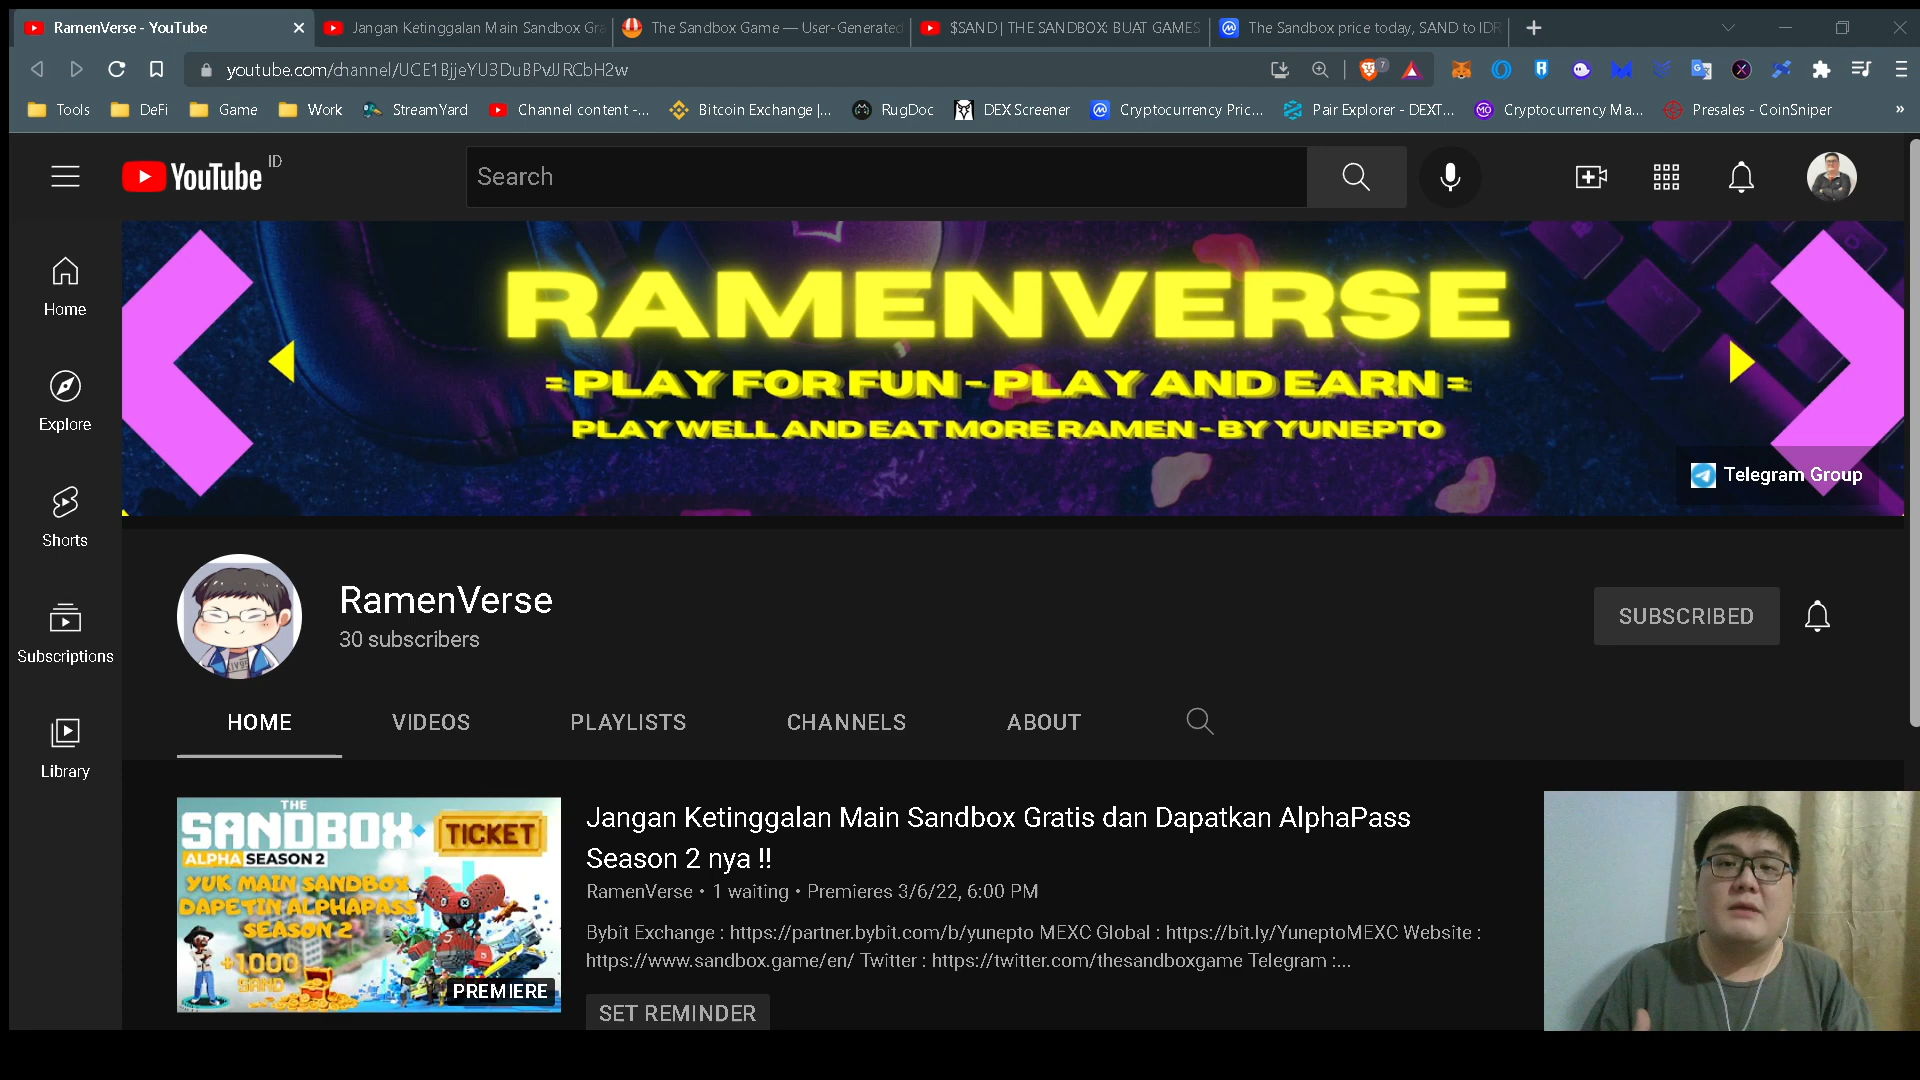 RamenVerse - YouTube
Jangan Ketinggalan Main Sandbox Gra
The Sandbox Game — User-Generated
$SAND | THE SANDBOX: BUAT GAMES
The Sandbox price today, SAND to IDR
youtube.com/channel/UCE1BjjeYU3DuBPvJJRCbH2w
7
Tools
DeFi
Game
Work
StreamYard
Channel content -...
Bitcoin Exchange |...
RugDoc
DEX Screener
Cryptocurrency Pric...
Pair Explorer - DEXT...
Cryptocurrency Ma...
Presales - CoinSniper
»
YouTube ID
Search
Home
Explore
Shorts
Subscriptions
Library
RAMENVERSE
= PLAY FOR FUN - PLAY AND EARN =
PLAY WELL AND EAT MORE RAMEN - BY YUNEPTO
Telegram Group
RamenVerse
30 subscribers
SUBSCRIBED
HOME
VIDEOS
PLAYLISTS
CHANNELS
ABOUT
THE
SANDBOX
TICKET
ALPHA SEASON 2
YUK MAIN SANDBOX
DAPETIN ALPHAPASS
SEASON 2
+1,000
SAND
PREMIERE
Jangan Ketinggalan Main Sandbox Gratis dan Dapatkan AlphaPass
Season 2 nya !!
RamenVerse • 1 waiting • Premieres 3/6/22, 6:00 PM
Bybit Exchange : https://partner.bybit.com/b/yunepto MEXC Global : https://bit.ly/YuneptoMEXC Website :
https://www.sandbox.game/en/ Twitter : https://twitter.com/thesandboxgame Telegram :...
SET REMINDER